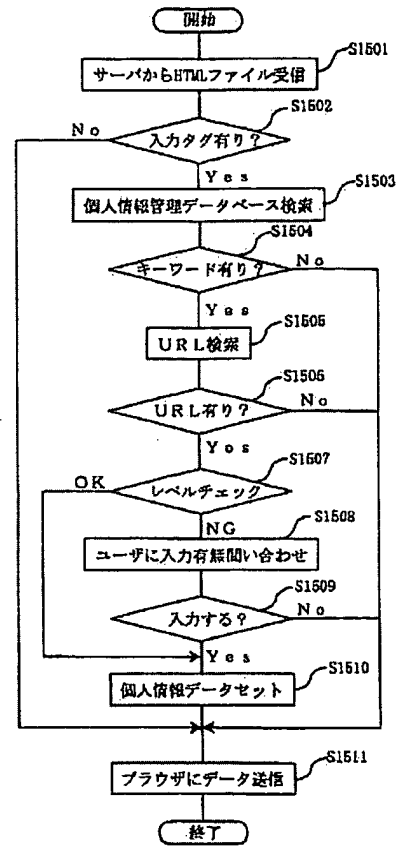 開始
S1501
サーバからHTMLファイル受信
S1502
No
入力タグ有り？
Yes
S1503
個人情報管理データベース検索
S1504
キーワード有り？
No
Yes
S1505
URL検索
S1506
URL有り？
No
Yes
S1507
OK
レベルチェック
NG
S1508
ユーザに入力有無問い合わせ
S1509
入力する？
No
Yes
S1510
個人情報データセット
S1511
ブラウザにデータ送信
終了